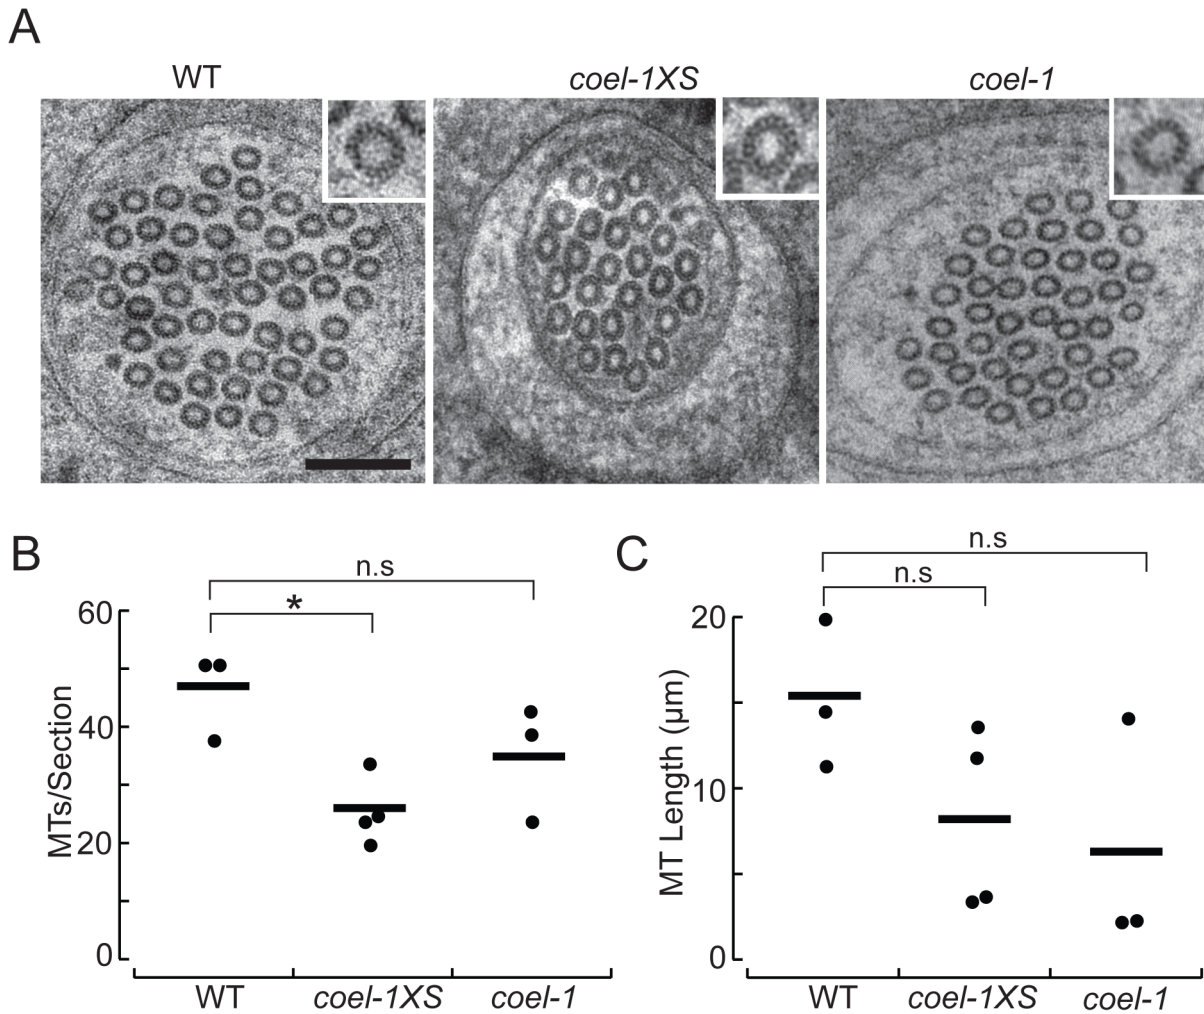 A
WT
coel-1XS
coel-1
B
n.s
*
60
40
20
0
MTs/Section
WT
coel-1XS
coel-1
C
n.s
n.s
20
10
0
MT Length (μm)
WT
coel-1XS
coel-1